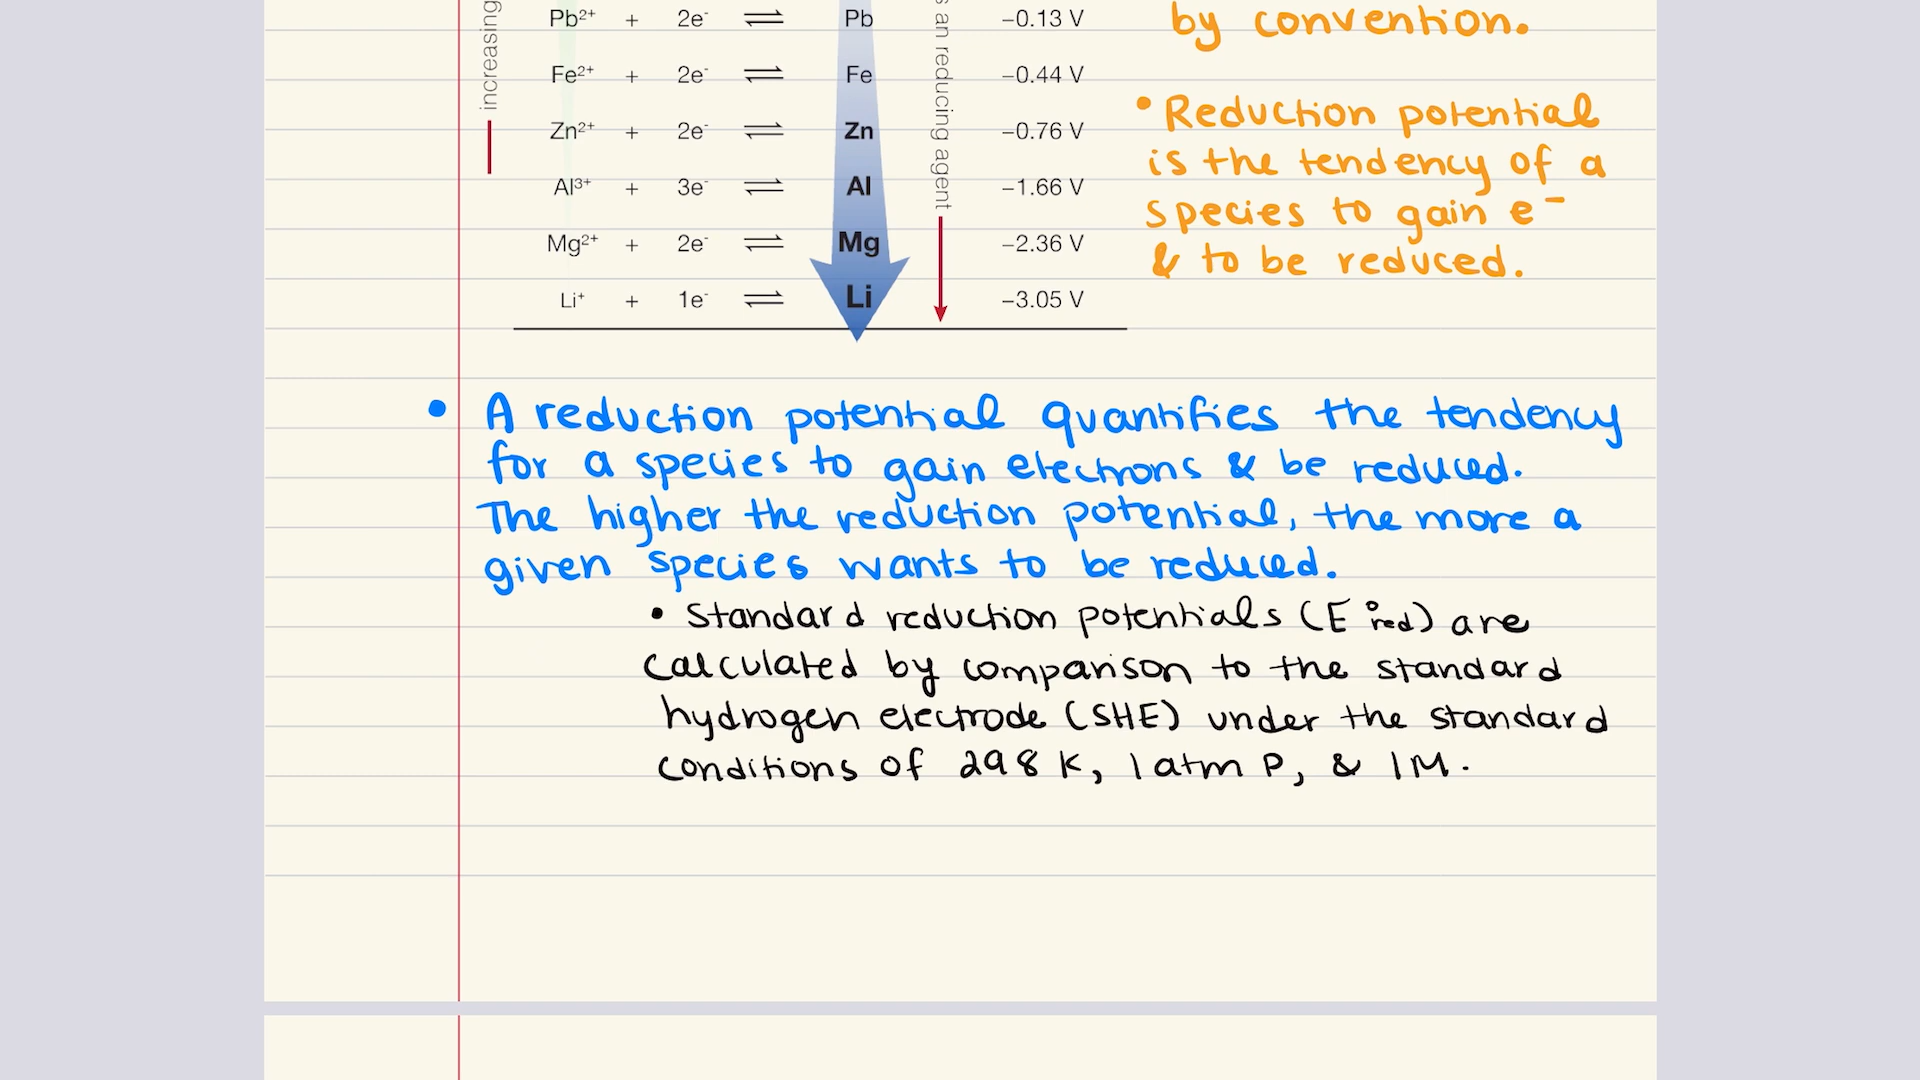 Pb²⁺ + 2e⁻ ⇌ Pb −0.13 V
Fe²⁺ + 2e⁻ ⇌ Fe −0.44 V
Zn²⁺ + 2e⁻ ⇌ Zn −0.76 V
Al³⁺ + 3e⁻ ⇌ Al −1.66 V
Mg²⁺ + 2e⁻ ⇌ Mg −2.36 V
Li⁺ + 1e⁻ ⇌ Li −3.05 V
increasing
s an reducing agent
by convention.
• Reduction potential
is the tendency of a
species to gain e⁻
& to be reduced.
• A reduction potential quantifies the tendency
for a species to gain electrons & be reduced.
The higher the reduction potential, the more a
given species wants to be reduced.
• Standard reduction potentials (E°red) are
calculated by comparison to the standard
hydrogen electrode (SHE) under the standard
conditions of 298 K, 1 atm P, & 1M.